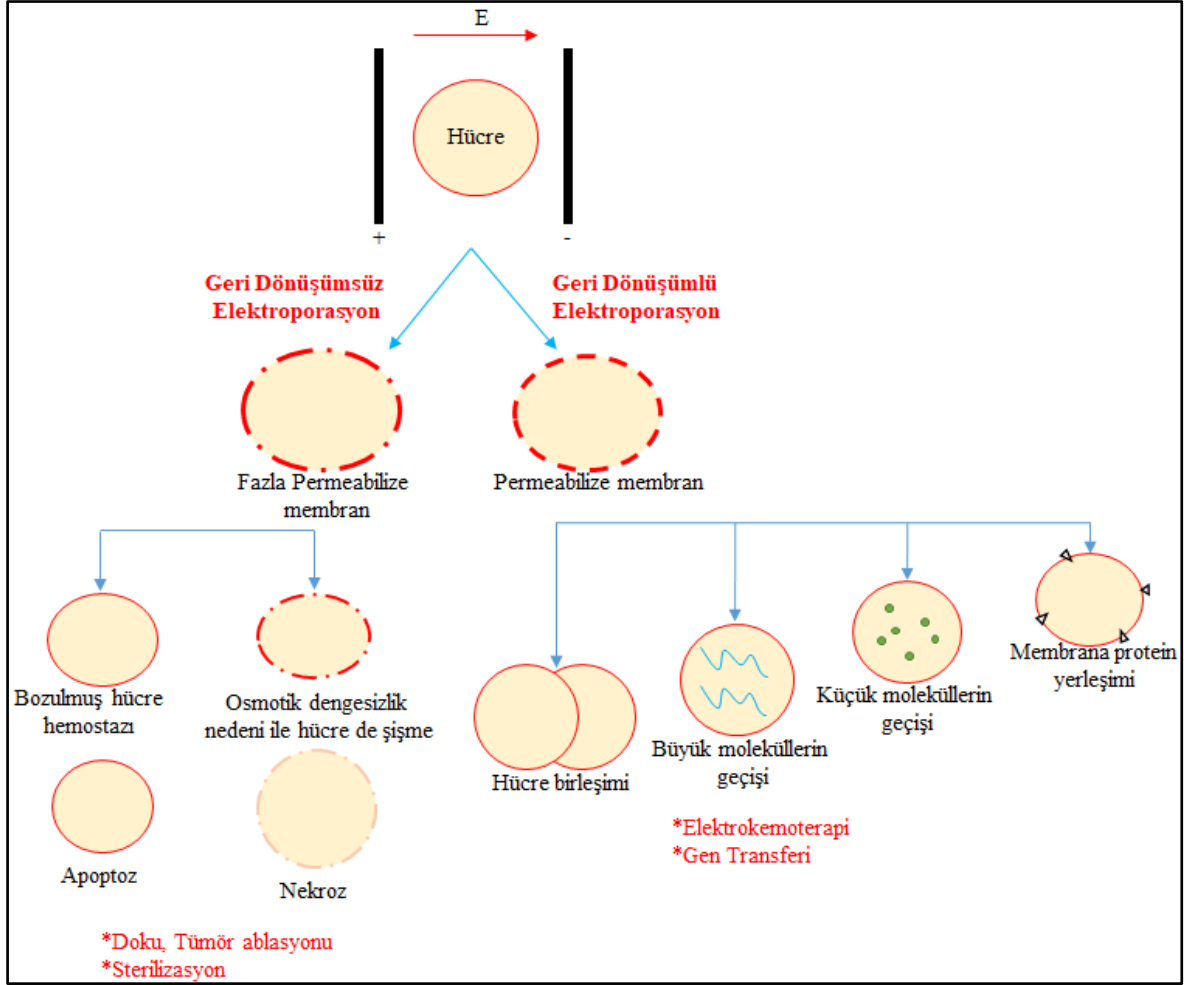 E
Hücre
+
-
Geri Dönüşümsüz
Elektroporasyon
Geri Dönüşümlü
Elektroporasyon
Fazla Permeabilize
membran
Permeabilize membran
Bozulmuş hücre
hemostazı
Osmotik dengesizlik
nedeni ile hücre de şişme
Hücre birleşimi
Büyük moleküllerin
geçişi
Küçük moleküllerin
geçişi
Membrana protein
yerleşimi
Apoptoz
Nekroz
*Elektrokemoterapi
*Gen Transferi
*Doku, Tümör ablasyonu
*Sterilizasyon